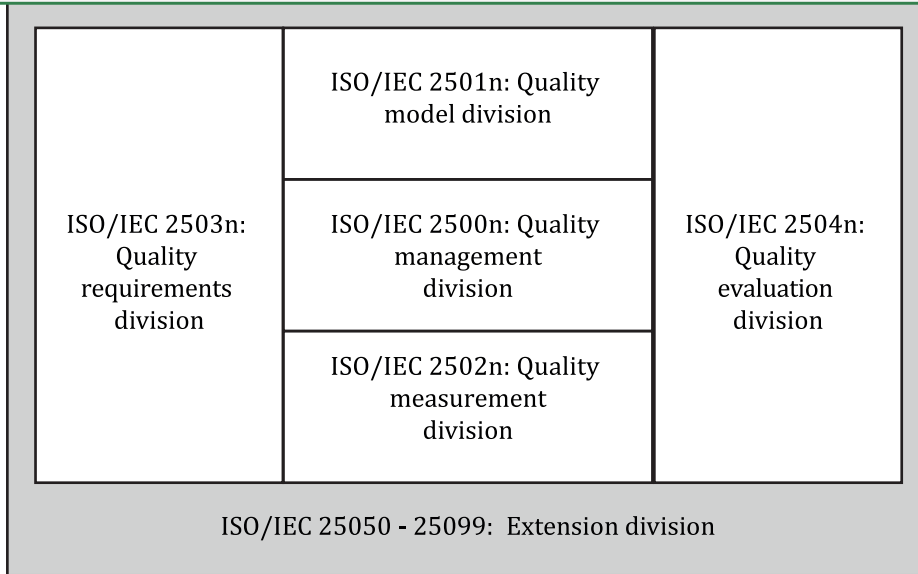 ISO/IEC 2501n: Quality
model division
ISO/IEC 2503n:
Quality
requirements
division
ISO/IEC 2500n: Quality
management
division
ISO/IEC 2504n:
Quality
evaluation
division
ISO/IEC 2502n: Quality
measurement
division
ISO/IEC 25050 - 25099:  Extension division